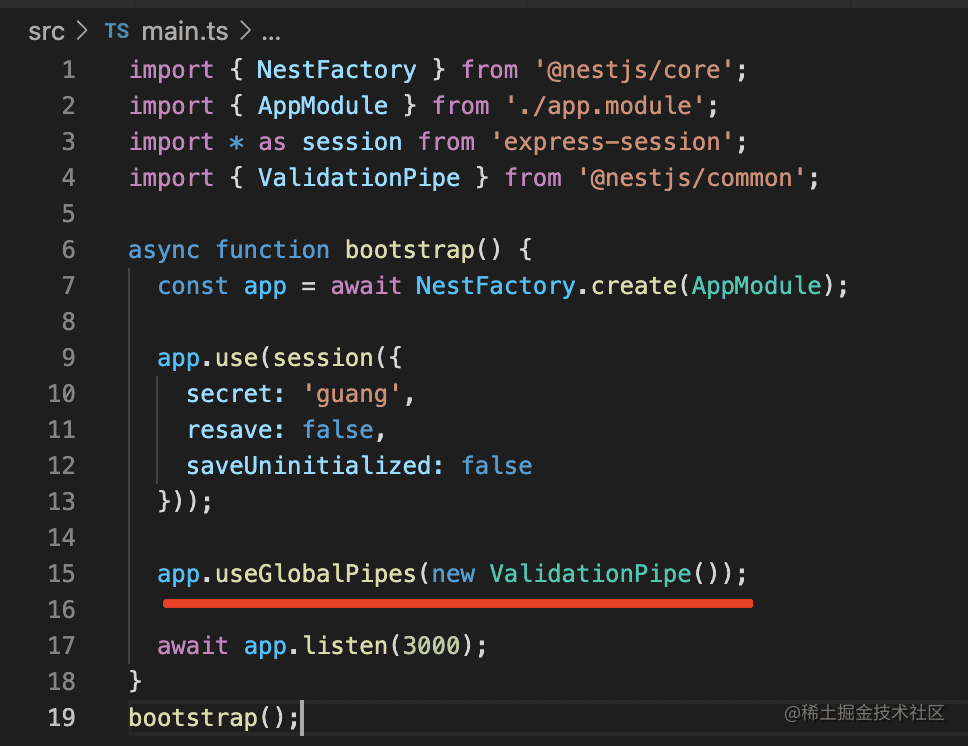 src > TS main.ts > ...
1 import { NestFactory } from '@nestjs/core';
2 import { AppModule } from './app.module';
3 import * as session from 'express-session';
4 import { ValidationPipe } from '@nestjs/common';
5
6 async function bootstrap() {
7   const app = await NestFactory.create(AppModule);
8
9   app.use(session({
10     secret: 'guang',
11     resave: false,
12     saveUninitialized: false
13   }));
14
15   app.useGlobalPipes(new ValidationPipe());
16
17   await app.listen(3000);
18 }
19 bootstrap();
@稀土掘金技术社区